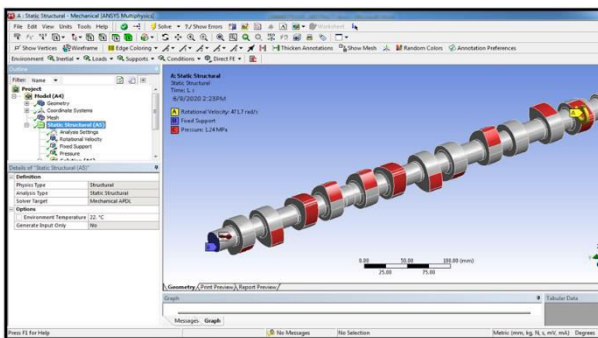 A : Static Structural - Mechanical [ANSYS Multiphysics]
File Edit View Units Tools Help Solve ?/ Show Errors Worksheet
Show Vertices Wireframe Edge Coloring Thicken Annotations Show Mesh Random Colors Annotation Preferences
Environment Inertial Loads Supports Conditions Direct FE
Outline
Filter: Name
Project
Model (A4)
Geometry
Coordinate Systems
Mesh
Static Structural (A5)
Analysis Settings
Rotational Velocity
Fixed Support
Pressure
Details of "Static Structural (A5)"
Definition
Physics Type Structural
Analysis Type Static Structural
Solver Target Mechanical APDL
Options
Environment Temperature 22. °C
Generate Input Only No
A: Static Structural
Static Structural
Time: 1. s
A Rotational Velocity: 471.7 rad/s
B Fixed Support
C Pressure: 1.24 MPa
0.00 50.00 100.00 (mm)
25.00 75.00
Geometry Print Preview Report Preview
Graph
Tabular Data
Messages Graph
Press F1 for Help No Messages No Selection Metric (mm, kg, N, s, mV, mA) Degrees